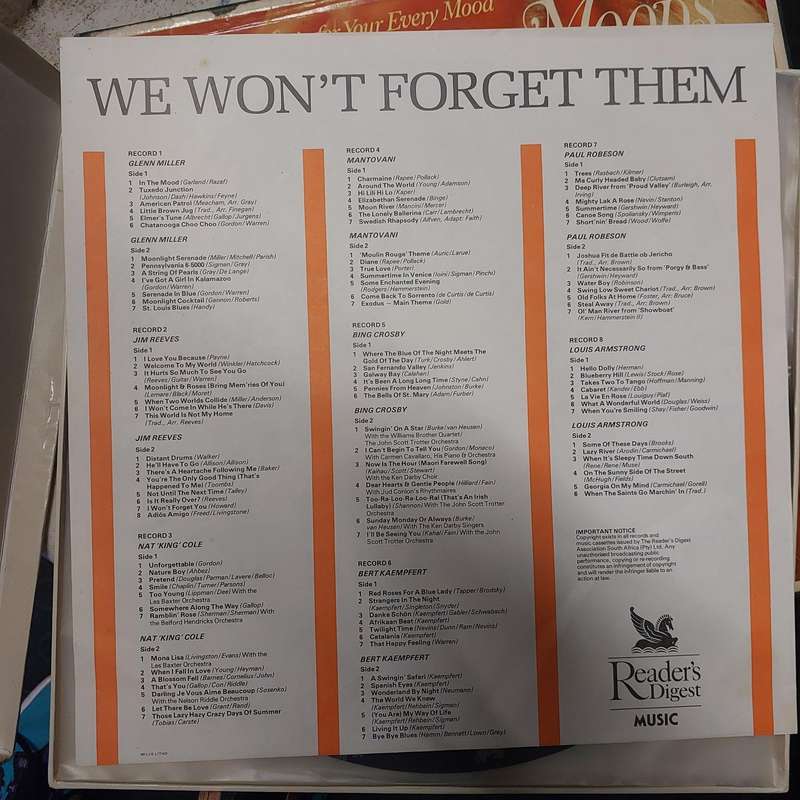 for Your Every Mood
Moods
WE WON'T FORGET THEM
RECORD 1
GLENN MILLER
Side 1
1 In The Mood (Garland/Razaf)
2 Tuxedo Junction
(Johnson/Dash/Hawkins/Feyne)
3 American Patrol (Meacham, Arr. Gray)
4 Little Brown Jug (Trad., Arr. Finegan)
5 Elmer's Tune (Albrecht/Gallop/Jurgens)
6 Chatanooga Choo Choo (Gordon/Warren)
GLENN MILLER
Side 2
1 Moonlight Serenade (Miller/Mitchell/Parish)
2 Pennsylvania 6-5000 (Sigman/Gray)
3 A String Of Pearls (Gray/De Lange)
4 I've Got A Girl In Kalamazoo
(Gordon/Warren)
5 Serenade In Blue (Gordon/Warren)
6 Moonlight Cocktail (Gannon/Roberts)
7 St. Louis Blues (Handy)
RECORD 2
JIM REEVES
Side 1
1 I Love You Because (Payne)
2 Welcome To My World (Winkler/Hatchcock)
3 It Hurts So Much To See You Go
(Reeves/Guitar/Warren)
4 Moonlight & Roses (Bring Mem'ries Of You)
(Lemare/Black/Moret)
5 When Two Worlds Collide (Miller/Anderson)
6 I Won't Come In While He's There (Davis)
7 This World Is Not My Home
(Trad., Arr. Reeves)
JIM REEVES
Side 2
1 Distant Drums (Walker)
2 He'll Have To Go (Allison/Allison)
3 There's A Heartache Following Me (Baker)
4 You're The Only Good Thing (That's
Happened To Me) (Toombs)
5 Not Until The Next Time (Talley)
6 Is It Really Over? (Reeves)
7 I Won't Forget You (Howard)
8 Adiós Amigo (Freed/Livingstone)
RECORD 3
NAT 'KING' COLE
Side 1
1 Unforgettable (Gordon)
2 Nature Boy (Ahbez)
3 Pretend (Douglas/Parman/Lavere/Belloc)
4 Smile (Chaplin/Turner/Parsons)
5 Too Young (Lippman/Dee) With the
Les Baxter Orchestra
6 Somewhere Along The Way (Gallop)
7 Ramblin' Rose (Sherman/Sherman) With
the Belford Hendricks Orchestra
NAT 'KING' COLE
Side 2
1 Mona Lisa (Livingston/Evans) With the
Les Baxter Orchestra
2 When I Fall In Love (Young/Heyman)
3 A Blossom Fell (Barnes/Cornelius/John)
4 That's You (Gallop/Con/Riddle)
5 Darling Je Vous Aime Beaucoup (Sosenko)
With the Nelson Riddle Orchestra
6 Let There Be Love (Grant/Rand)
7 Those Lazy Hazy Crazy Days Of Summer
(Tobias/Carste)
RECORD 4
MANTOVANI
Side 1
1 Charmaine (Rapee/Pollack)
2 Around The World (Young/Adamson)
3 Hi Lili Hi Lo (Kaper)
4 Elizabethan Serenade (Binge)
5 Moon River (Mancini/Mercer)
6 The Lonely Ballerina (Carr/Lambrecht)
7 Swedish Rhapsody (Alfven, Adapt: Faith)
MANTOVANI
Side 2
1 'Moulin Rouge' Theme (Auric/Larue)
2 Diane (Rapee/Pollack)
3 True Love (Porter)
4 Summertime in Venice (Icini/Sigman/Pinchi)
5 Some Enchanted Evening
(Rodgers/Hammerstein)
6 Come Back To Sorrento (de Curtis/de Curtis)
7 Exodus – Main Theme (Gold)
RECORD 5
BING CROSBY
Side 1
1 Where The Blue Of The Night Meets The
Gold Of The Day (Turk/Crosby/Ahlert)
2 San Fernando Valley (Jenkins)
3 Galway Bay (Calahan)
4 It's Been A Long Long Time (Styne/Cahn)
5 Pennies From Heaven (Johnston/Burke)
6 The Bells Of St. Mary (Adam/Furber)
BING CROSBY
Side 2
1 Swingin' On A Star (Burke/van Heusen)
With the Williams Brother Quartet/
The John Scott Trotter Orchestra
2 I Can't Begin To Tell You (Gordon/Monaco)
With Carmen Cavallaro, His Piano & Orchestra
3 Now Is The Hour (Maori Farewell Song)
(Kaihau/Scott/Stewart)
With the Ken Darby Choir
4 Dear Hearts & Gentle People (Hilliard/Fain)
With Jud Conlon's Rhythmaires
5 Too-Ra-Loo-Ra-Loo-Ral (That's An Irish
Lullaby) (Shannon) With The John Scott Trotter
Orchestra
6 Sunday Monday Or Always (Burke/
van Heusen) With The Ken Darby Singers
7 I'll Be Seeing You (Kahal/Fain) With the John
Scott Trotter Orchestra
RECORD 6
BERT KAEMPFERT
Side 1
1 Red Roses For A Blue Lady (Tapper/Brodsky)
2 Strangers In The Night
(Kaempfert/Singleton/Snyder)
3 Danke Schön (Kaempfert/Gabler/Schwabach)
4 Afrikaan Beat (Kaempfert)
5 Twilight Time (Nevins/Dunn/Ram/Nevins)
6 Catalania (Kaempfert)
7 That Happy Feeling (Warren)
BERT KAEMPFERT
Side 2
1 A Swingin' Safari (Kaempfert)
2 Spanish Eyes (Kaempfert)
3 Wonderland By Night (Neumann)
4 The World We Knew
(Kaempfert/Rehbein/Sigman)
5 (You Are) My Way Of Life
(Kaempfert/Rehbein/Sigman)
6 Living It Up (Kaempfert)
7 Bye Bye Blues (Hamm/Bennett/Lown/Grey)
RECORD 7
PAUL ROBESON
Side 1
1 Trees (Rasbach/Kilmer)
2 Ma Curly Headed Baby (Clutsam)
3 Deep River from 'Proud Valley' (Burleigh, Arr.
Irving)
4 Mighty Lak A Rose (Nevin/Stanton)
5 Summertime (Gershwin/Heyward)
6 Canoe Song (Spoliansky/Wimperis)
7 Short'nin' Bread (Wood/Wolfe)
PAUL ROBESON
Side 2
1 Joshua Fit de Battle ob Jericho
(Trad., Arr. Brown)
2 It Ain't Necessarily So from 'Porgy & Bass'
(Gershwin/Heyward)
3 Water Boy (Robinson)
4 Swing Low Sweet Chariot (Trad., Arr. Brown)
5 Old Folks At Home (Foster, Arr: Bruce)
6 Steal Away (Trad., Arr: Brown)
7 Ol' Man River from 'Showboat'
(Kern/Hammerstein II)
RECORD 8
LOUIS ARMSTRONG
Side 1
1 Hello Dolly (Herman)
2 Blueberry Hill (Lewis/Stock/Rose)
3 Takes Two To Tango (Hoffman/Manning)
4 Cabaret (Kander/Ebb)
5 La Vie En Rose (Louiguy/Piaf)
6 What A Wonderful World (Douglas/Weiss)
7 When You're Smiling (Shay/Fisher/Goodwin)
LOUIS ARMSTRONG
Side 2
1 Some Of These Days (Brooks)
2 Lazy River (Arodin/Carmichael)
3 When It's Sleepy Time Down South
(Rene/Rene/Muse)
4 On the Sunny Side Of The Street
(McHugh/Fields)
5 Georgia On My Mind (Carmichael/Gorell)
6 When The Saints Go Marchin' In (Trad.)
IMPORTANT NOTICE
Copyright exists in all records and
music cassettes issued by The Reader's Digest
Association South Africa (Pty) Ltd. Any
unauthorised broadcasting public
performance, copying or re-recording
constitutes an infringement of copyright
and will render the infringer liable to an
action at law.
Reader's
Digest
MUSIC